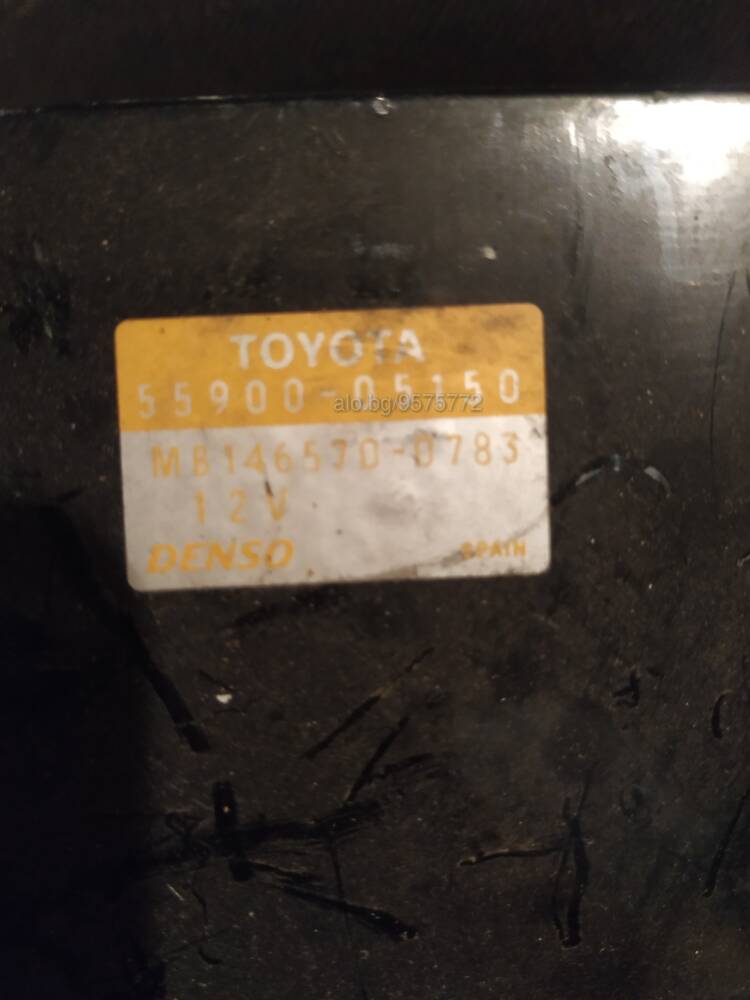 TOYOTA
55900-05150
alo.bg/9575772
MB146570-0783
12V
DENSO SPAIN